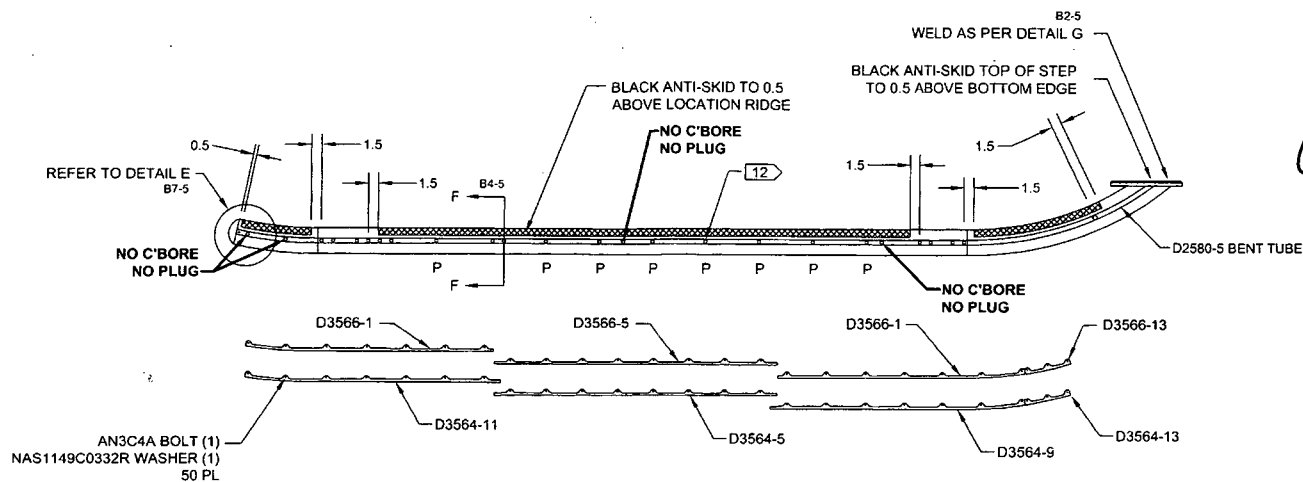 B2-5
WELD AS PER DETAIL G
BLACK ANTI-SKID TOP OF STEP
TO 0.5 ABOVE BOTTOM EDGE
BLACK ANTI-SKID TO 0.5
ABOVE LOCATION RIDGE
NO C'BORE
NO PLUG
12
0.5
1.5
1.5
1.5
1.5
1.5
REFER TO DETAIL E
B7-5
F
B4-5
NO C'BORE
NO PLUG
D2580-5 BENT TUBE
P P P P P P P
F
NO C'BORE
NO PLUG
D3566-1
D3566-5
D3566-1
D3566-13
D3564-11
D3564-5
D3564-9
D3564-13
AN3C4A BOLT (1)
NAS1149C0332R WASHER (1)
50 PL